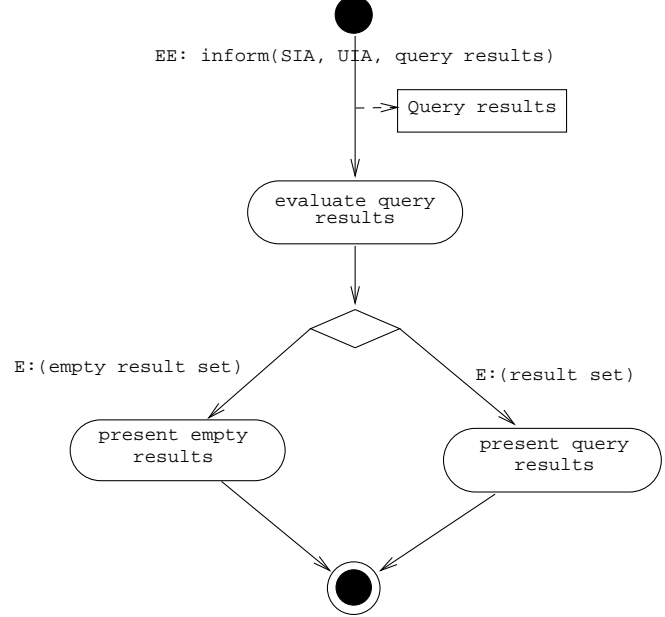 EE: inform(SIA, UIA, query results)
Query results
evaluate query
results
E:(empty result set)
E:(result set)
present empty
results
present query
results